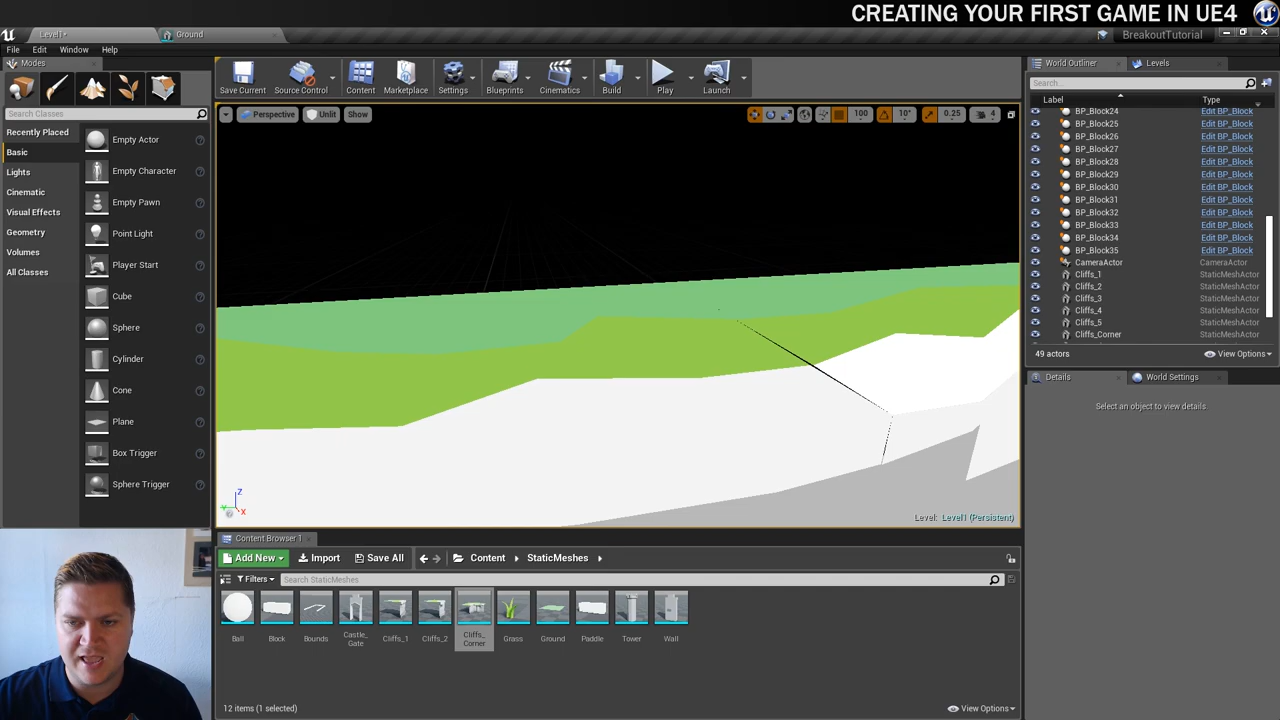 CREATING YOUR FIRST GAME IN UE4
Level1*
Ground
BreakoutTutorial
File Edit Window Help
Modes
World Outliner
Levels
Search Classes
Save Current
Source Control
Content
Marketplace
Settings
Blueprints
Cinematics
Build
Play
Launch
Search...
Label
Type
Recently Placed
Basic
Lights
Cinematic
Visual Effects
Geometry
Volumes
All Classes
Empty Actor
Empty Character
Empty Pawn
Point Light
Player Start
Cube
Sphere
Cylinder
Cone
Plane
Box Trigger
Sphere Trigger
Perspective
Unlit
Show
100
10°
0.25
4
BP_Block24 Edit BP_Block
BP_Block25 Edit BP_Block
BP_Block26 Edit BP_Block
BP_Block27 Edit BP_Block
BP_Block28 Edit BP_Block
BP_Block29 Edit BP_Block
BP_Block30 Edit BP_Block
BP_Block31 Edit BP_Block
BP_Block32 Edit BP_Block
BP_Block33 Edit BP_Block
BP_Block34 Edit BP_Block
BP_Block35 Edit BP_Block
CameraActor CameraActor
Cliffs_1 StaticMeshActor
Cliffs_2 StaticMeshActor
Cliffs_3 StaticMeshActor
Cliffs_4 StaticMeshActor
Cliffs_5 StaticMeshActor
Cliffs_Corner StaticMeshActor
49 actors
View Options
Details
World Settings
Select an object to view details.
Z
X
Y
Level: Level1 (Persistent)
Content Browser 1
Add New
Import
Save All
Content
StaticMeshes
Filters
Search StaticMeshes
Ball
Block
Bounds
Castle_
Gate
Cliffs_1
Cliffs_2
Cliffs_
Corner
Grass
Ground
Paddle
Tower
Wall
12 items (1 selected)
View Options